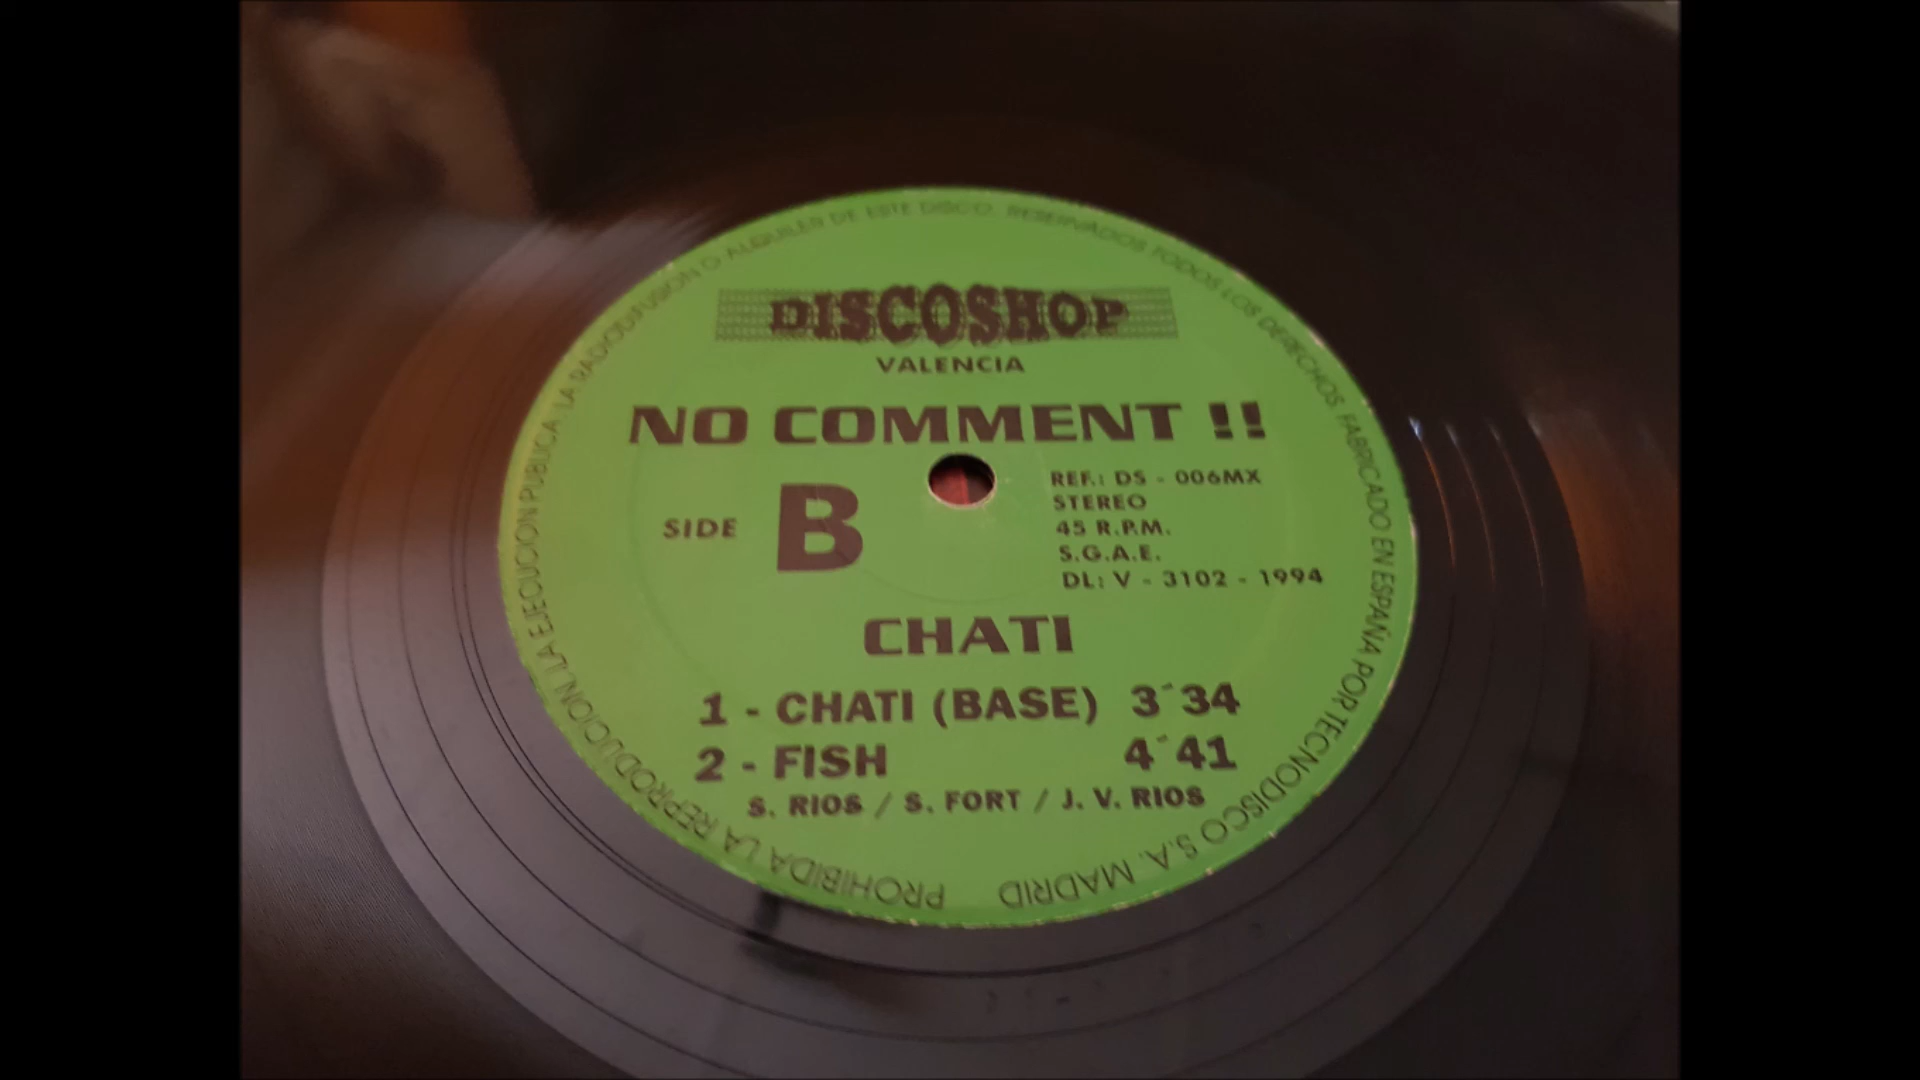 DISCOSHOP
VALENCIA
NO COMMENT !!
SIDE B
REF.: DS - 006MX
STEREO
45 R.P.M.
S.G.A.E.
DL: V - 3102 - 1994
CHATI
1 - CHATI (BASE) 3´34
2 - FISH 4´41
S. RIOS / S. FORT / J. V. RIOS
PROHIBIDA LA REPRODUCION, LA EJECUCION PUBLICA, LA RADIODIFUSION O ALQUILER DE ESTE DISCO. RESERVADOS TODOS LOS DERECHOS FABRICADO EN ESPAÑA POR TECNODISCO S.A. MADRID